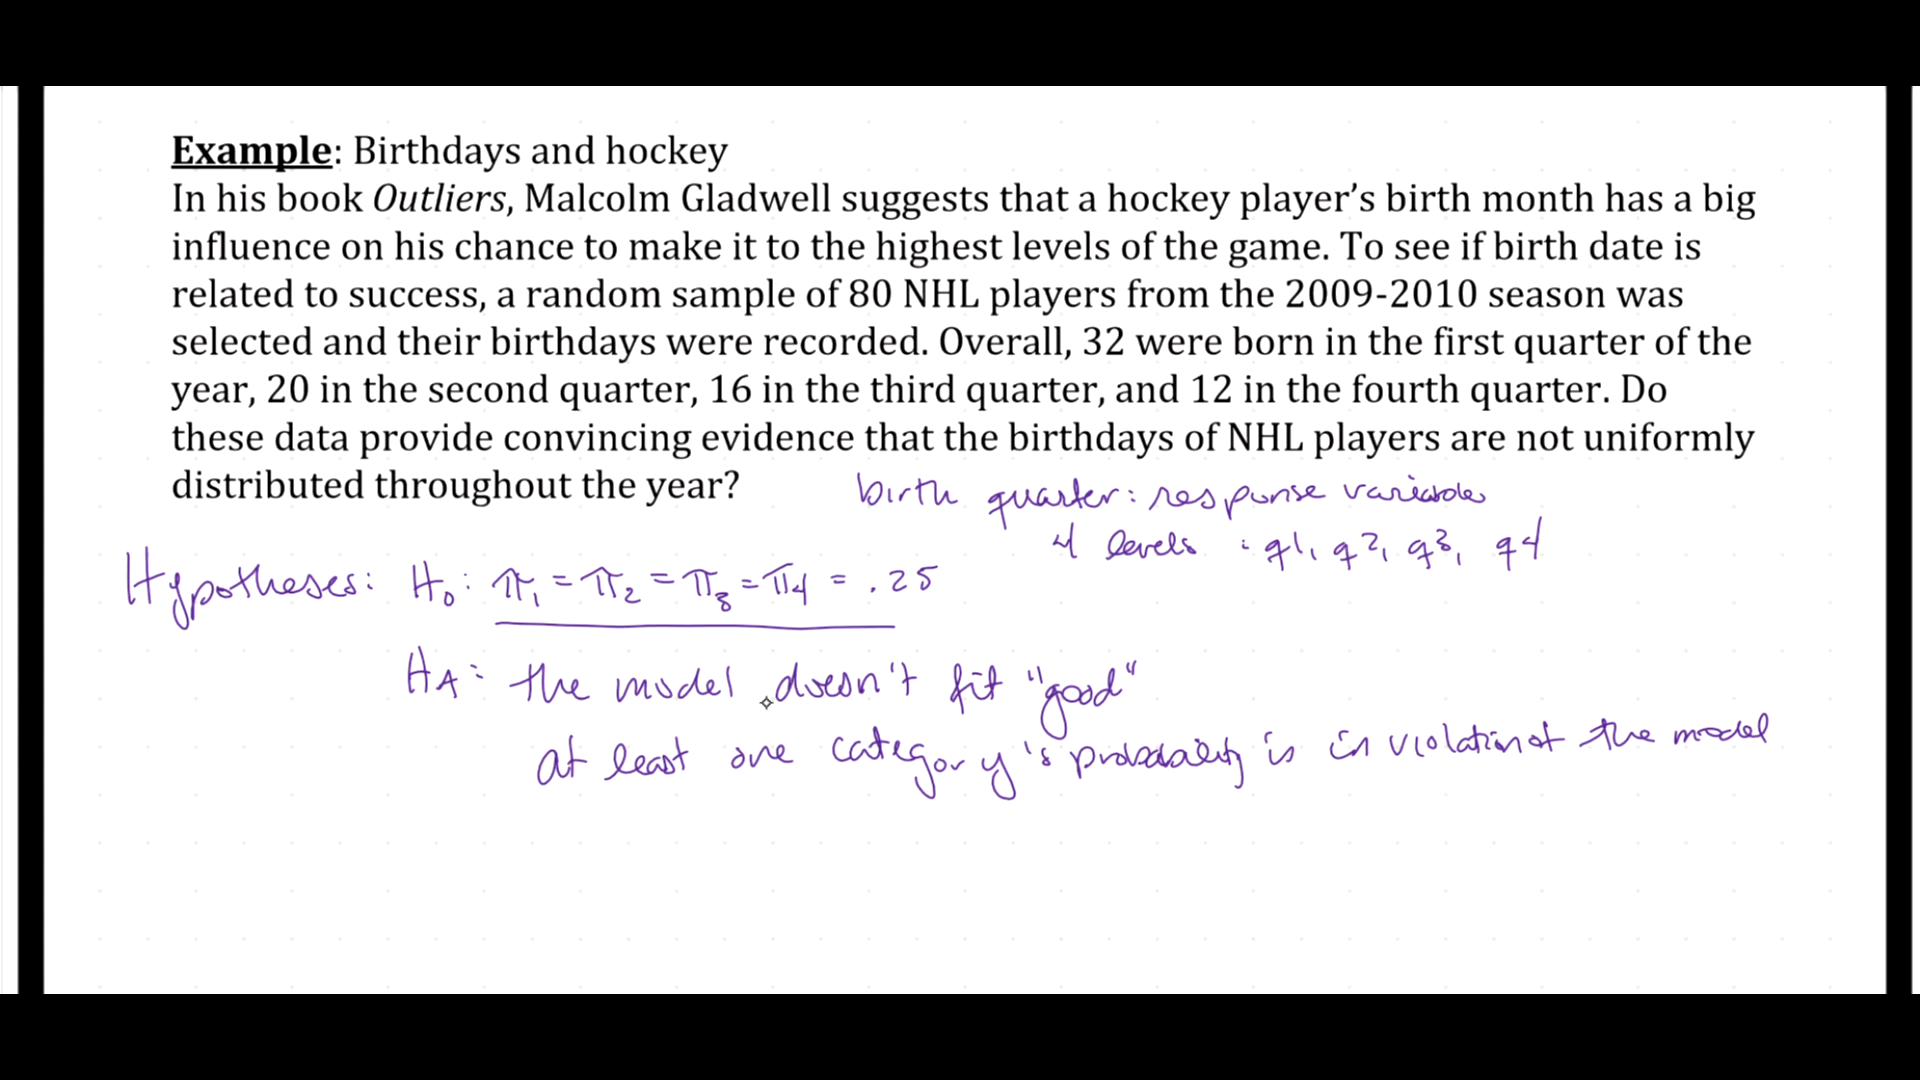 Example: Birthdays and hockey
In his book Outliers, Malcolm Gladwell suggests that a hockey player’s birth month has a big
influence on his chance to make it to the highest levels of the game. To see if birth date is
related to success, a random sample of 80 NHL players from the 2009-2010 season was
selected and their birthdays were recorded. Overall, 32 were born in the first quarter of the
year, 20 in the second quarter, 16 in the third quarter, and 12 in the fourth quarter. Do
these data provide convincing evidence that the birthdays of NHL players are not uniformly
distributed throughout the year?
birth quarter: response variable
4 levels : q1, q2, q3, q4
Hypotheses: H₀: π₁ = π₂ = π₃ = π4 = .25
HA: the model doesn't fit "good"
at least one category's probability is in violation of the model